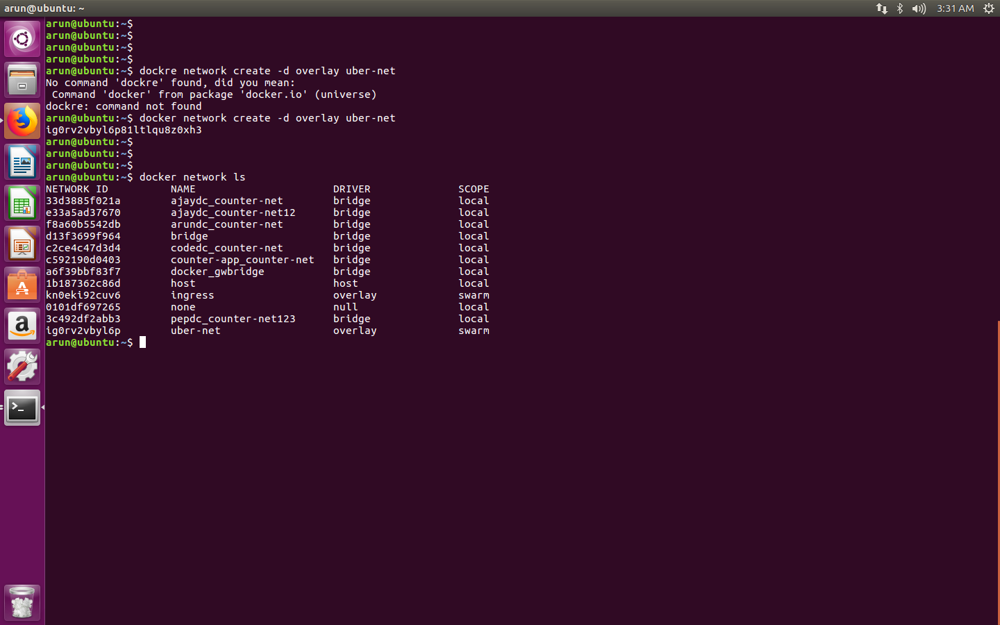 arun@ubuntu: ~
3:31 AM
arun@ubuntu:~$
arun@ubuntu:~$
arun@ubuntu:~$
arun@ubuntu:~$
arun@ubuntu:~$ dockre network create -d overlay uber-net
No command 'dockre' found, did you mean:
 Command 'docker' from package 'docker.io' (universe)
dockre: command not found
arun@ubuntu:~$ docker network create -d overlay uber-net
ig0rv2vbyl6p81ltlqu8z0xh3
arun@ubuntu:~$
arun@ubuntu:~$
arun@ubuntu:~$
arun@ubuntu:~$ docker network ls
NETWORK ID          NAME                      DRIVER              SCOPE
33d3885f021a        ajaydc_counter-net        bridge              local
e33a5ad37670        ajaydc_counter-net12      bridge              local
f8a60b5542db        arundc_counter-net        bridge              local
d13f3699f964        bridge                    bridge              local
c2ce4c47d3d4        codedc_counter-net        bridge              local
c592190d0403        counter-app_counter-net   bridge              local
a6f39bbf83f7        docker_gwbridge           bridge              local
1b187362c86d        host                      host                local
kn0eki92cuv6        ingress                   overlay             swarm
0101df697265        none                      null                local
3c492df2abb3        pepdc_counter-net123      bridge              local
ig0rv2vbyl6p        uber-net                  overlay             swarm
arun@ubuntu:~$